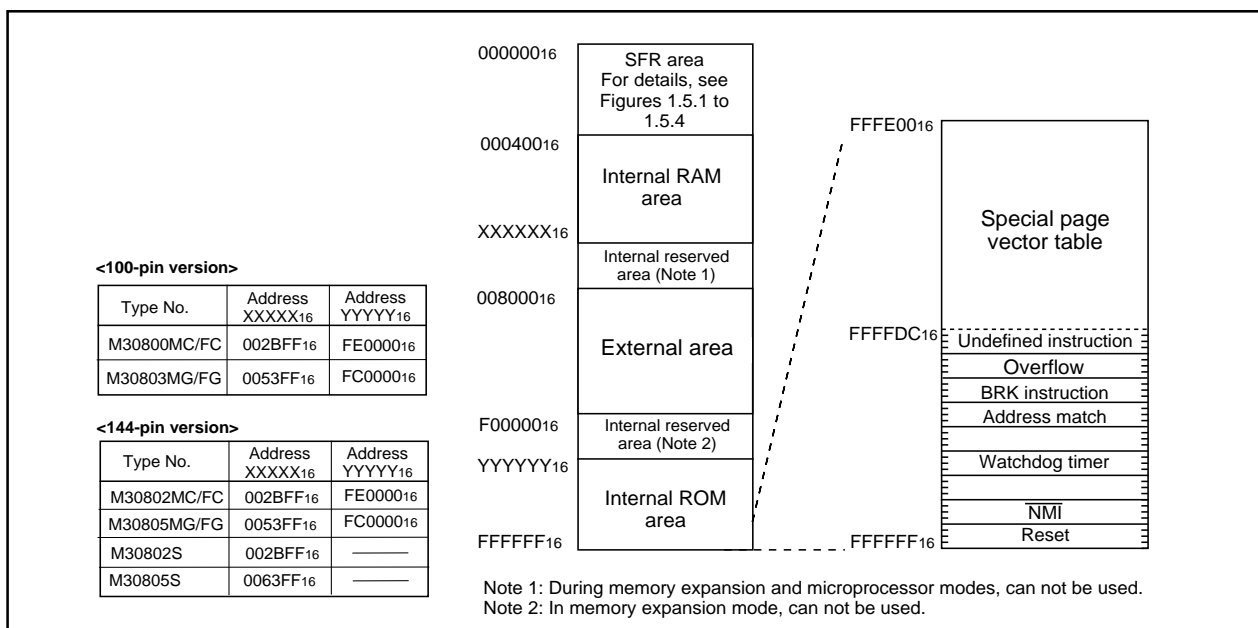 <100-pin version>
Type No. Address XXXXX16 Address YYYYY16
M30800MC/FC 002BFF16 FE000016
M30803MG/FG 0053FF16 FC000016
<144-pin version>
Type No. Address XXXXX16 Address YYYYY16
M30802MC/FC 002BFF16 FE000016
M30805MG/FG 0053FF16 FC000016
M30802S 002BFF16 ———
M30805S 0063FF16 ———
00000016
SFR area
For details, see
Figures 1.5.1 to
1.5.4
00040016
Internal RAM
area
XXXXXX16
Internal reserved
area (Note 1)
00800016
External area
F0000016
Internal reserved
area (Note 2)
YYYYYY16
Internal ROM
area
FFFFFF16
FFFE0016
Special page
vector table
FFFFDC16
Undefined instruction
Overflow
BRK instruction
Address match
Watchdog timer
NMI
Reset
FFFFFF16
Note 1: During memory expansion and microprocessor modes, can not be used.
Note 2: In memory expansion mode, can not be used.